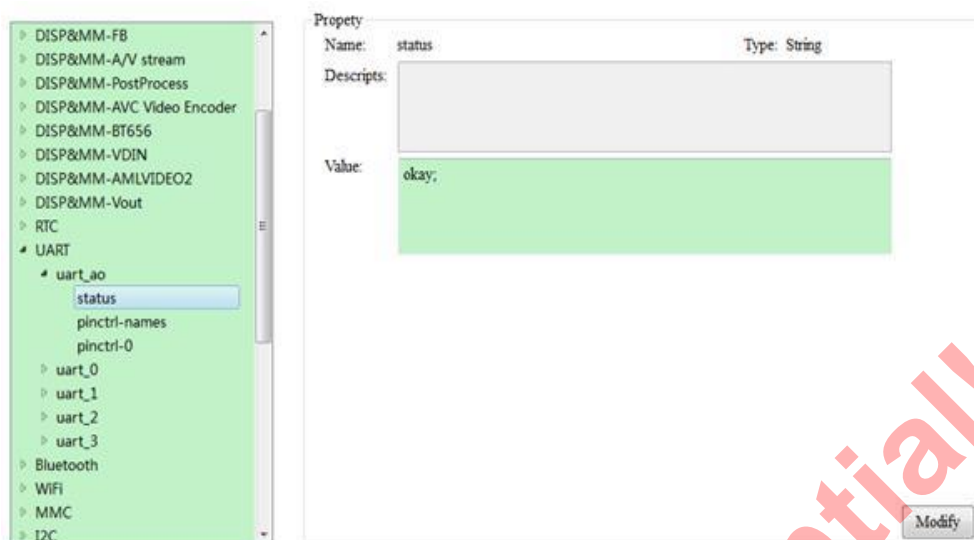 DISP&MM-FB
DISP&MM-A/V stream
DISP&MM-PostProcess
DISP&MM-AVC Video Encoder
DISP&MM-BT656
DISP&MM-VDIN
DISP&MM-AMLVIDEO2
DISP&MM-Vout
RTC
UART
uart_ao
status
pinctrl-names
pinctrl-0
uart_0
uart_1
uart_2
uart_3
Bluetooth
WiFi
MMC
I2C
Propety
Name: status Type: String
Descripts:
Value: okay;
Modify